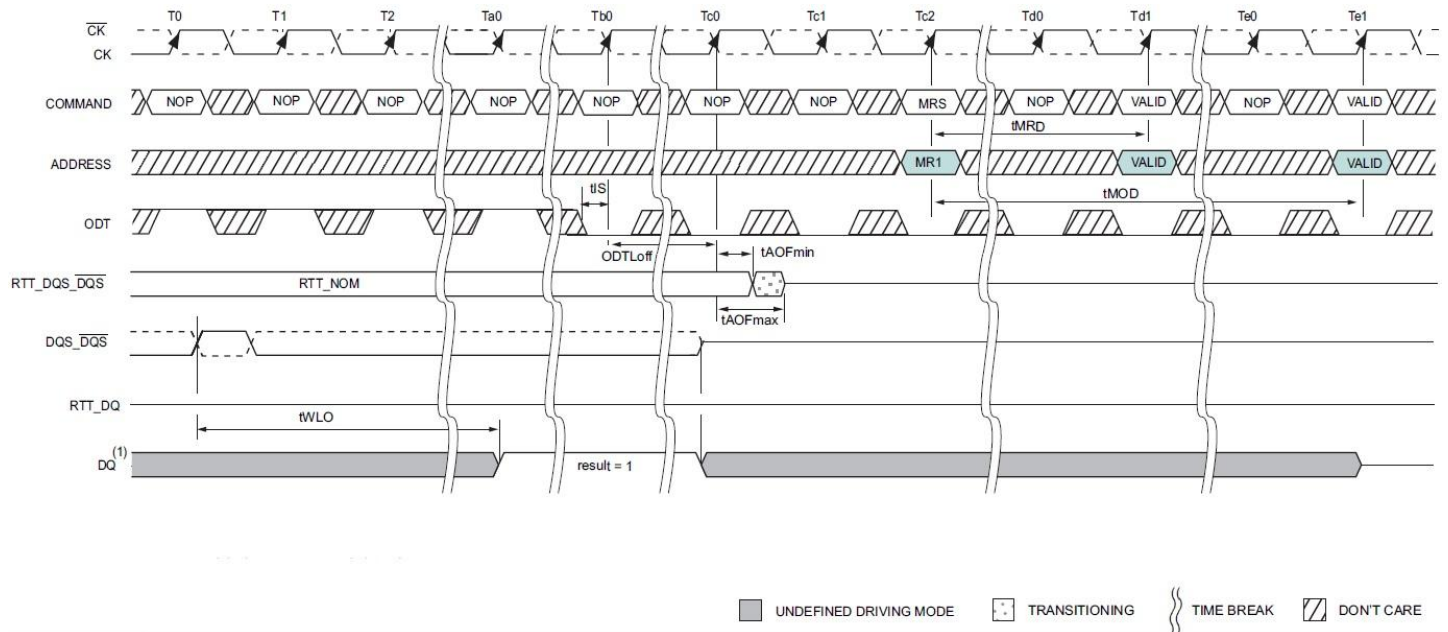 T0 T1 T2 Ta0 Tb0 Tc0 Tc1 Tc2 Td0 Td1 Te0 Te1
CK
CK
COMMAND NOP NOP NOP NOP NOP NOP NOP MRS NOP VALID NOP VALID
tMRD
ADDRESS MR1 VALID VALID
tIS
tMOD
ODT
ODTLoff tAOFmin
RTT_DQS_DQS RTT_NOM
tAOFmax
DQS_DQS
RTT_DQ
tWLO
DQ(1) result = 1
UNDEFINED DRIVING MODE TRANSITIONING TIME BREAK DON'T CARE